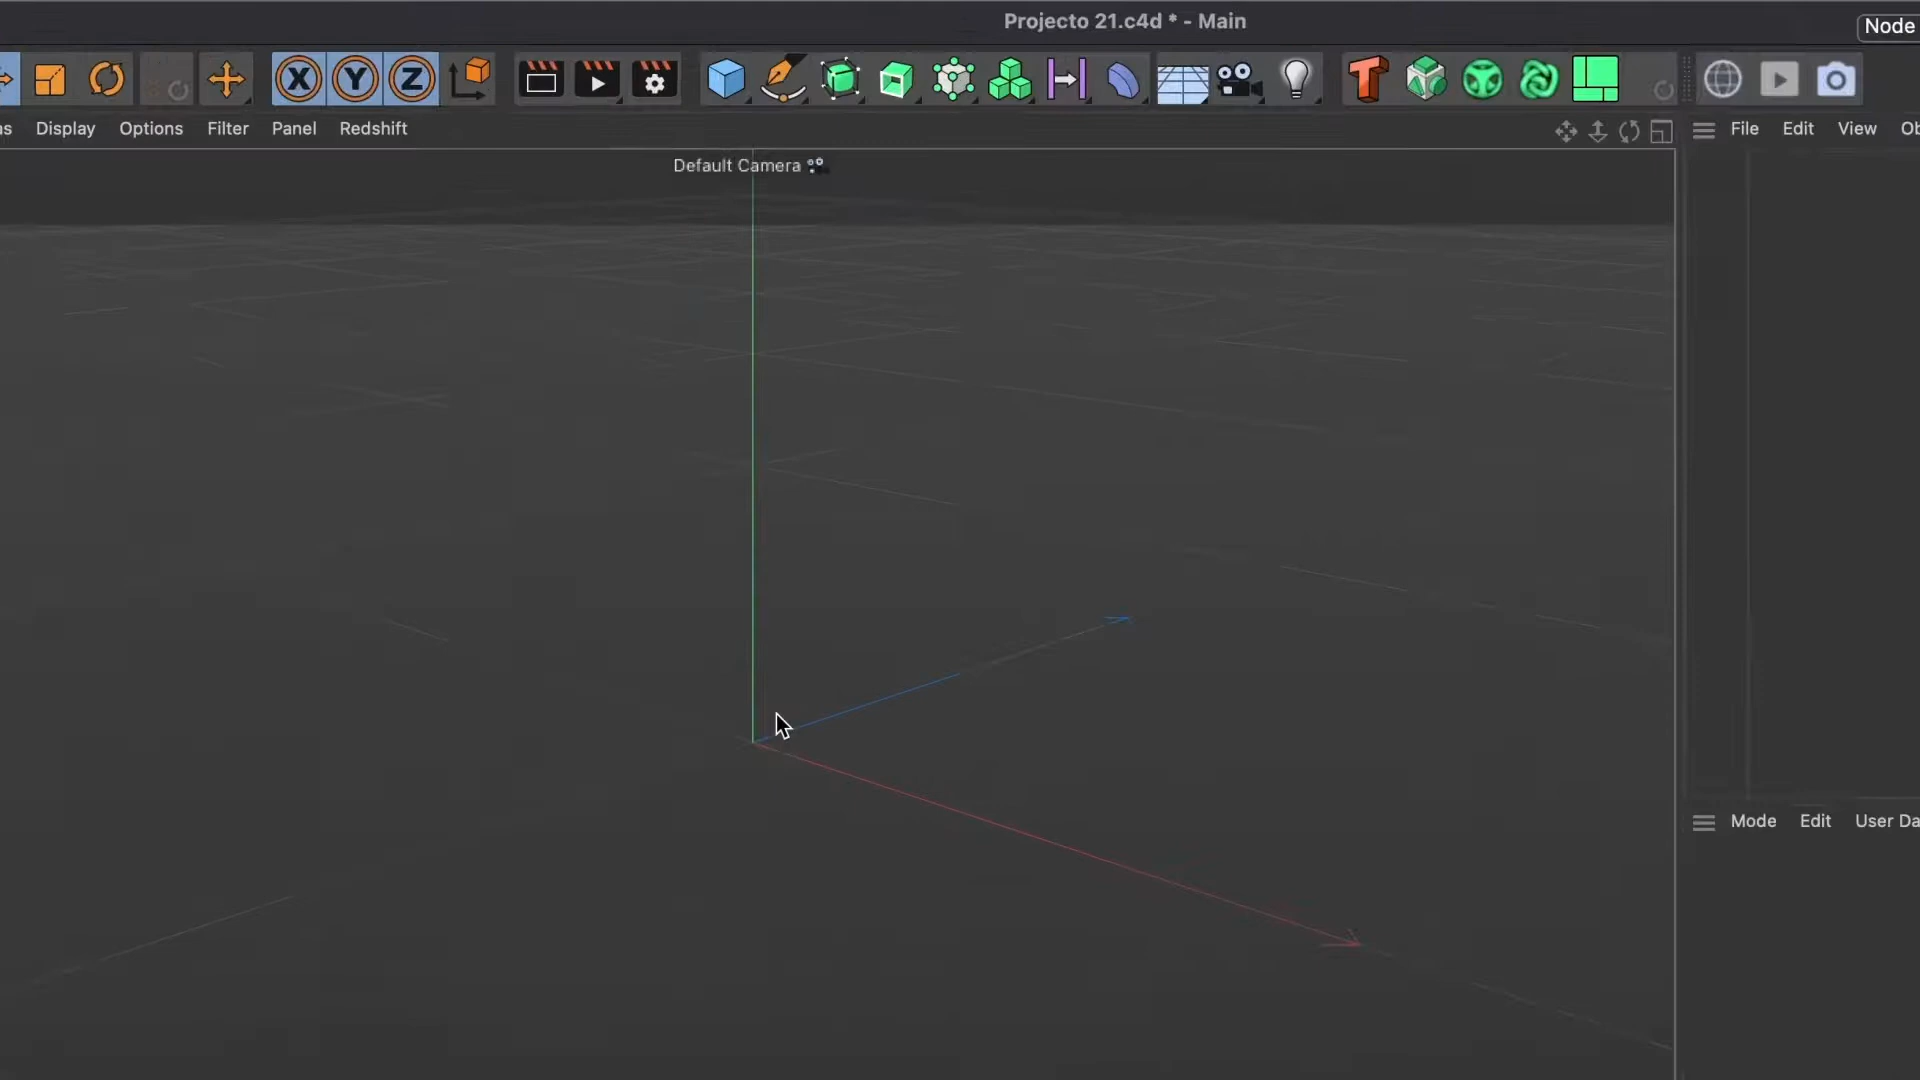 Projecto 21.c4d * - Main
Node
X Y Z
Display Options Filter Panel Redshift
File Edit View
Default Camera
Mode Edit User Da